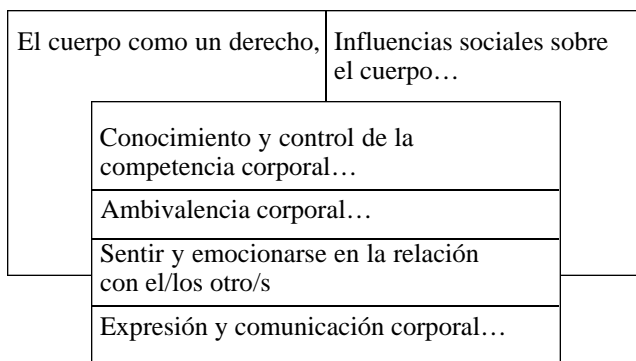 El cuerpo como un derecho,
Influencias sociales sobre
el cuerpo…
Conocimiento y control de la
competencia corporal…
Ambivalencia corporal…
Sentir y emocionarse en la relación
con el/los otro/s
Expresión y comunicación corporal…